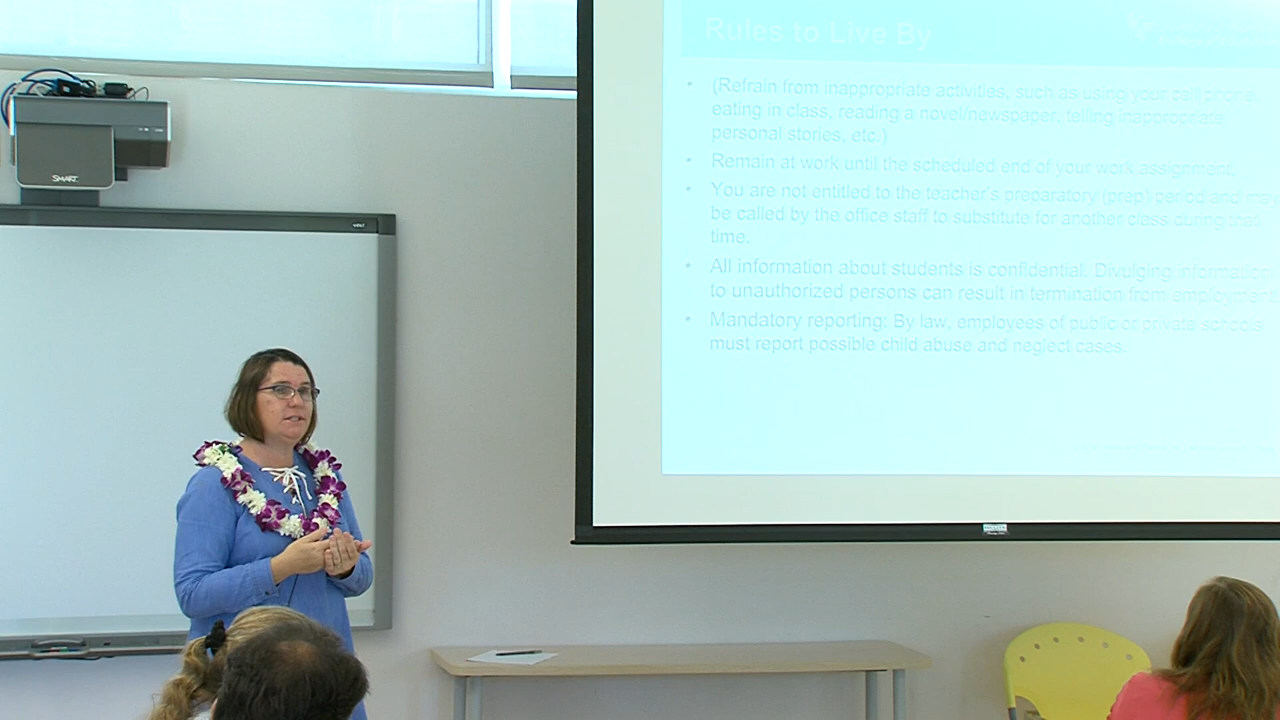 Rules to Live By
• (Refrain from inappropriate activities, such as using your cell phone
eating in class, reading a novel/newspaper, telling inappropriate
personal stories, etc.)
• Remain at work until the scheduled end of your work assignment.
• You are not entitled to the teacher's preparatory (prep) period and may
be called by the office staff to substitute for another class during that
time.
• All information about students is confidential. Divulging information
to unauthorized persons can result in termination from employment.
• Mandatory reporting: By law, employees of public or private schools
must report possible child abuse and neglect cases.
SMART